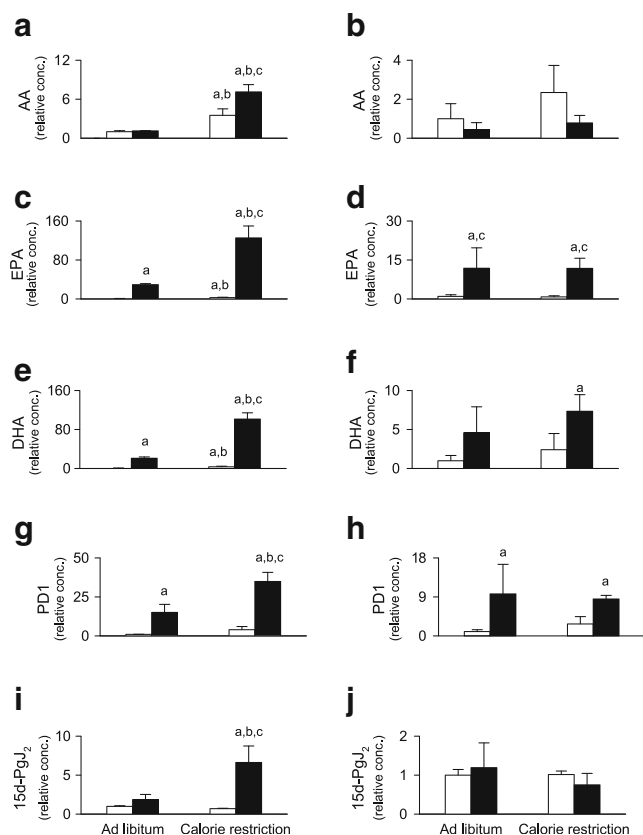 a
AA
(relative conc.)
12
6
0
a,b
a,b,c
b
AA
(relative conc.)
4
2
0
c
EPA
(relative conc.)
160
80
0
a
a,b
a,b,c
d
EPA
(relative conc.)
30
15
0
a,c
a,c
e
DHA
(relative conc.)
160
80
0
a
a,b
a,b,c
f
DHA
(relative conc.)
10
5
0
a
g
PD1
(relative conc.)
50
25
0
a
a,b,c
h
PD1
(relative conc.)
18
9
0
a
a
i
15d-PgJ₂
(relative conc.)
10
5
0
a,b,c
Ad libitum Calorie restriction
j
15d-PgJ₂
(relative conc.)
2
1
0
Ad libitum Calorie restriction